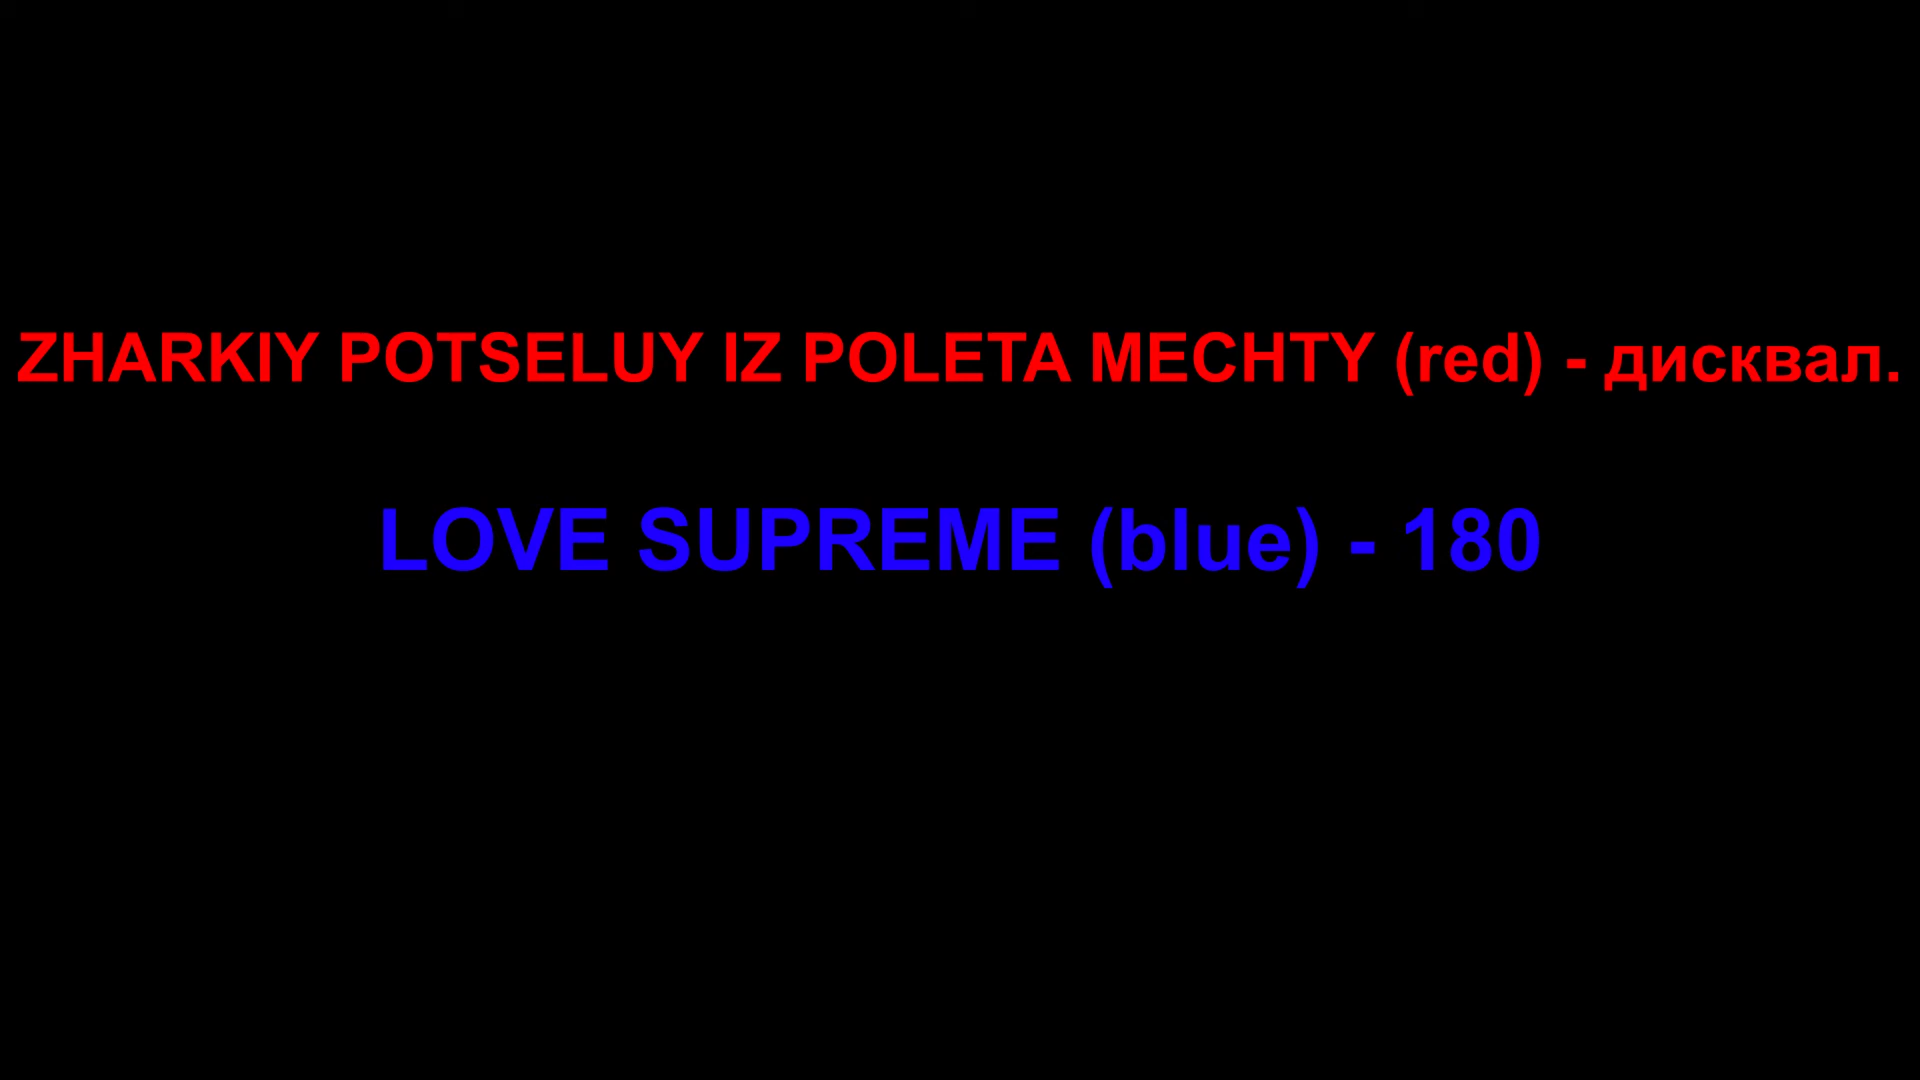 ZHARKIY POTSELUY IZ POLETA MECHTY (red) - дисквал.
LOVE SUPREME (blue) - 180